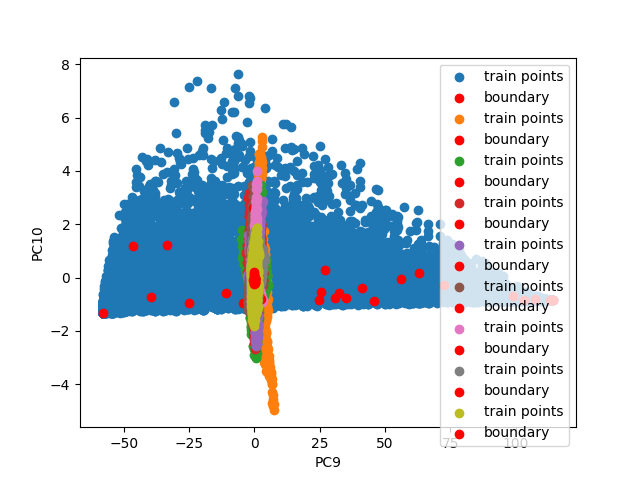 8
6
4
2
0
−2
−4
PC10
−50
−25
0
25
50
75
100
PC9
train points
boundary
train points
boundary
train points
boundary
train points
boundary
train points
boundary
train points
boundary
train points
boundary
train points
boundary
train points
boundary